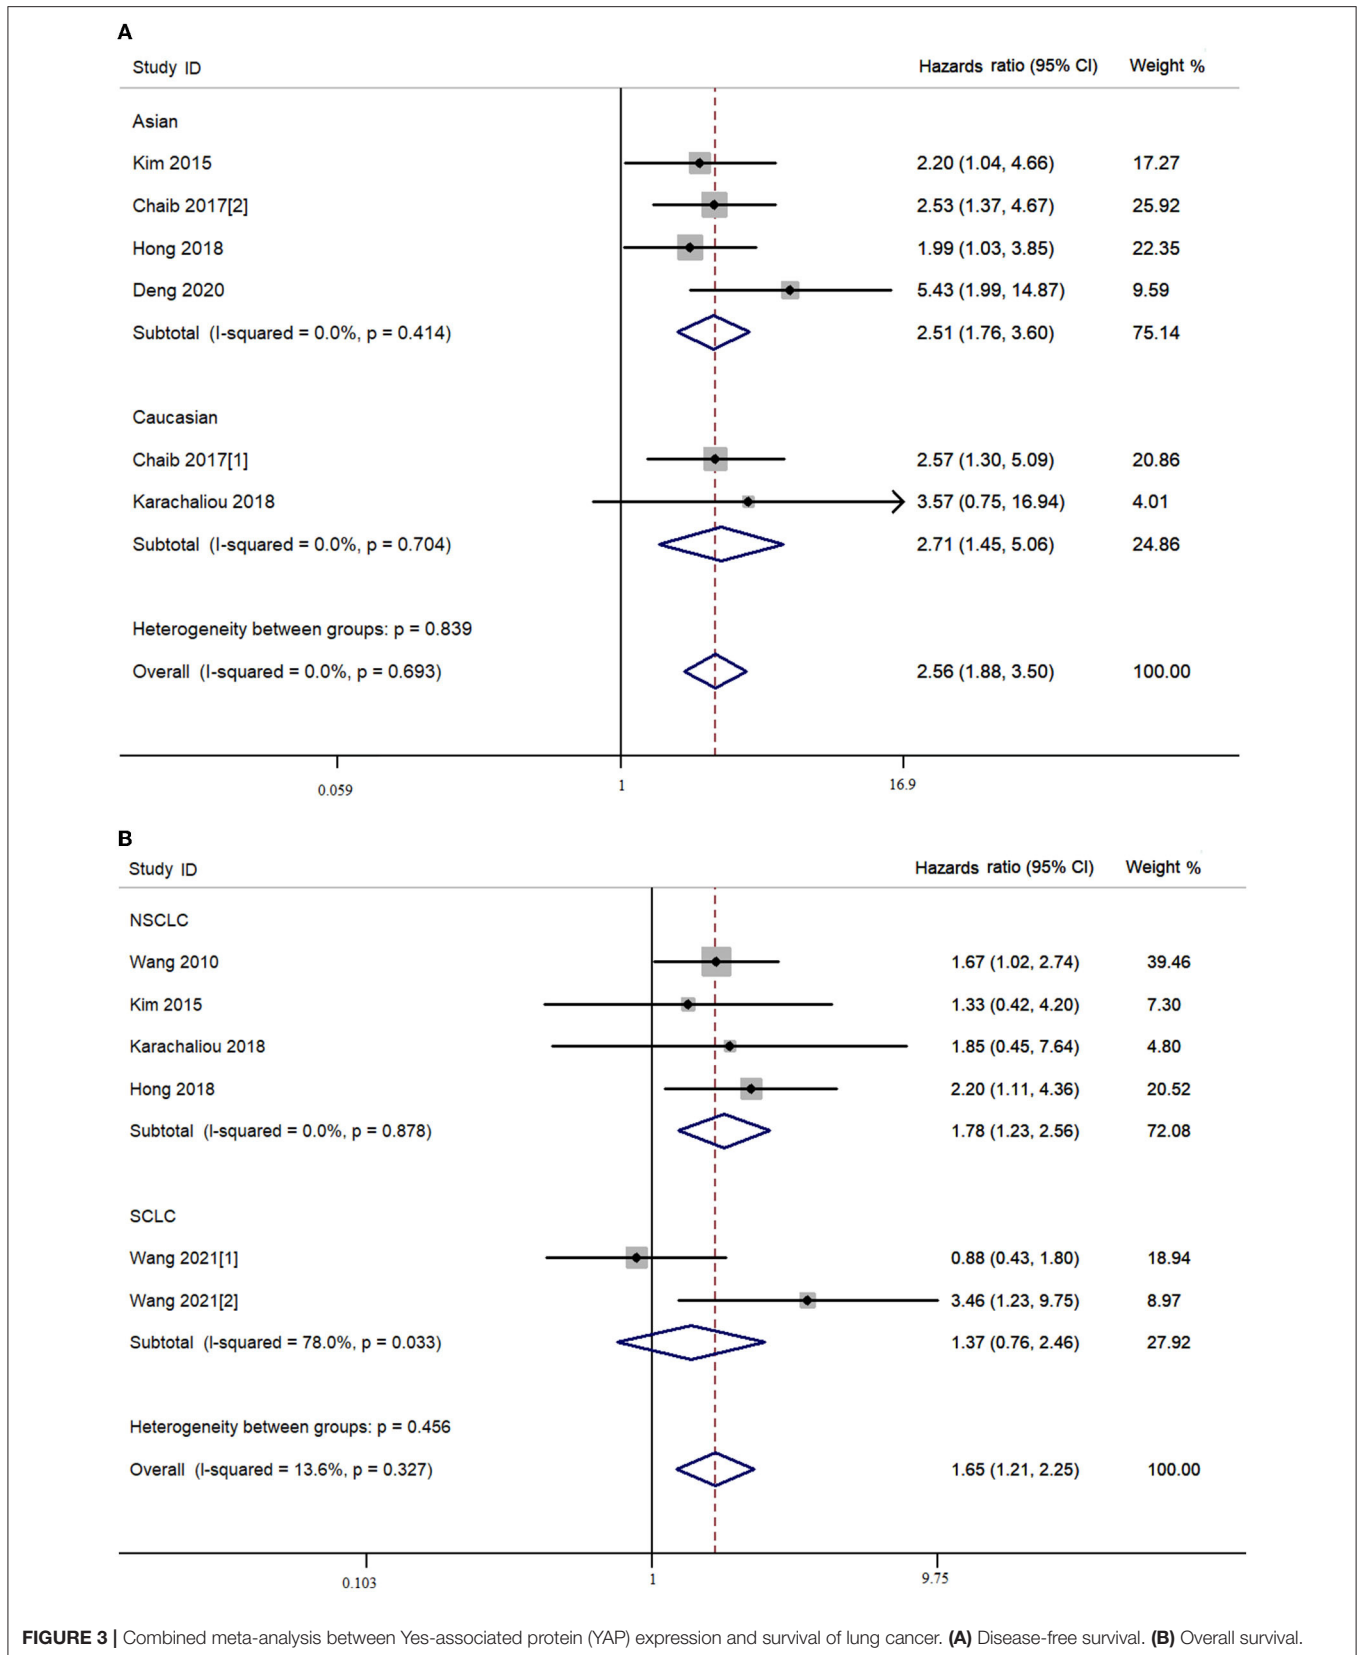 A
Study ID Hazards ratio (95% CI) Weight %
Asian
Kim 2015 2.20 (1.04, 4.66) 17.27
Chaib 2017[2] 2.53 (1.37, 4.67) 25.92
Hong 2018 1.99 (1.03, 3.85) 22.35
Deng 2020 5.43 (1.99, 14.87) 9.59
Subtotal (I-squared = 0.0%, p = 0.414) 2.51 (1.76, 3.60) 75.14
Caucasian
Chaib 2017[1] 2.57 (1.30, 5.09) 20.86
Karachaliou 2018 3.57 (0.75, 16.94) 4.01
Subtotal (I-squared = 0.0%, p = 0.704) 2.71 (1.45, 5.06) 24.86
Heterogeneity between groups: p = 0.839
Overall (I-squared = 0.0%, p = 0.693) 2.56 (1.88, 3.50) 100.00
0.059 1 16.9
B
Study ID Hazards ratio (95% CI) Weight %
NSCLC
Wang 2010 1.67 (1.02, 2.74) 39.46
Kim 2015 1.33 (0.42, 4.20) 7.30
Karachaliou 2018 1.85 (0.45, 7.64) 4.80
Hong 2018 2.20 (1.11, 4.36) 20.52
Subtotal (I-squared = 0.0%, p = 0.878) 1.78 (1.23, 2.56) 72.08
SCLC
Wang 2021[1] 0.88 (0.43, 1.80) 18.94
Wang 2021[2] 3.46 (1.23, 9.75) 8.97
Subtotal (I-squared = 78.0%, p = 0.033) 1.37 (0.76, 2.46) 27.92
Heterogeneity between groups: p = 0.456
Overall (I-squared = 13.6%, p = 0.327) 1.65 (1.21, 2.25) 100.00
0.103 1 9.75
FIGURE 3 | Combined meta-analysis between Yes-associated protein (YAP) expression and survival of lung cancer. (A) Disease-free survival. (B) Overall survival.